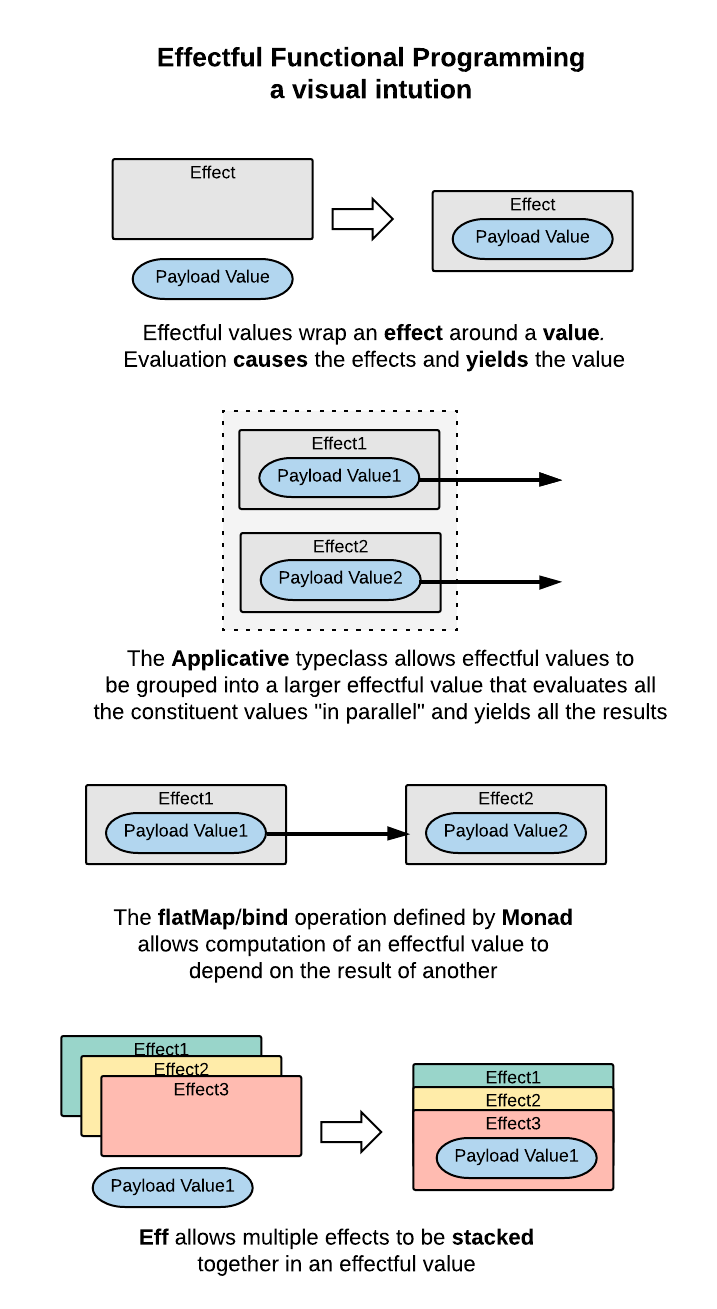 Effectful Functional Programming
a visual intution
Effect
Payload Value
Effect
Payload Value
Effectful values wrap an effect around a value.
Evaluation causes the effects and yields the value
Effect1
Payload Value1
Effect2
Payload Value2
The Applicative typeclass allows effectful values to
be grouped into a larger effectful value that evaluates all
the constituent values "in parallel" and yields all the results
Effect1
Payload Value1
Effect2
Payload Value2
The flatMap/bind operation defined by Monad
allows computation of an effectful value to
depend on the result of another
Effect1
Effect2
Effect3
Payload Value1
Effect1
Effect2
Effect3
Payload Value1
Eff allows multiple effects to be stacked
together in an effectful value